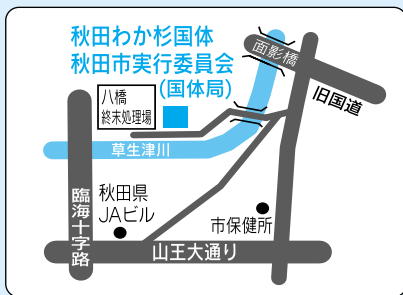 秋田わか杉国体
秋田市実行委員会
(国体局)
面影橋
旧国道
八橋
終末処理場
草生津川
臨海十字路
秋田県
JAビル
市保健所
山王大通り